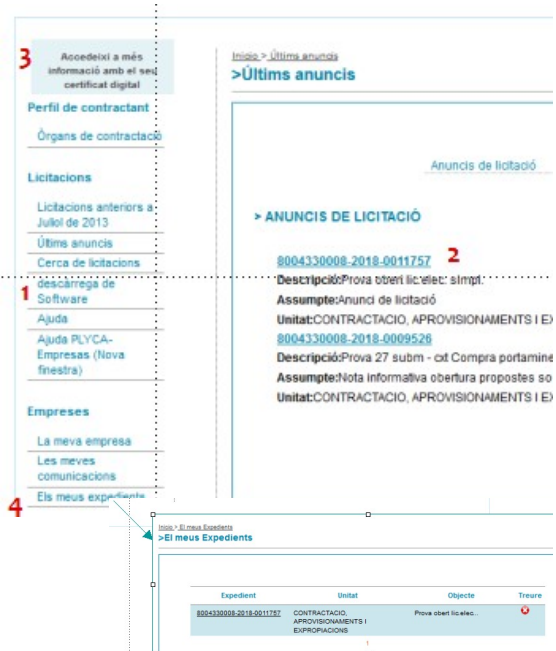 3
Accedeixi a més
informació amb el seu
certificat digital
Perfil de contractant
Òrgans de contractació
Licitacions
Licitacions anteriors a
Juliol de 2013
Últims anuncis
Cerca de licitacions
1
descàrrega de
Software
Ajuda
Ajuda PLYCA-
Empresas (Nova
finestra)
Empreses
La meva empresa
Les meves
comunicacions
4
Els meus expedients
Inicio > Últims anuncis
>Últims anuncis
Anuncis de licitació
> ANUNCIS DE LICITACIÓ
8004330008-2018-0011757 2
Descripció:Prova obert lic.elec. simpl.
Assumpte:Anunci de licitació
Unitat:CONTRACTACIO, APROVISIONAMENTS I EX
8004330008-2018-0009526
Descripció:Prova 27 subm - cxt Compra portamine
Assumpte:Nota informativa obertura propostes so
Unitat:CONTRACTACIO, APROVISIONAMENTS I EX
Inicio > El meus Expedients
>El meus Expedients
Expedient Unitat Objecte Treure
8004330008-2018-0011757 CONTRACTACIO, APROVISIONAMENTS I EXPROPIACIONS Prova obert lic.elec...
1